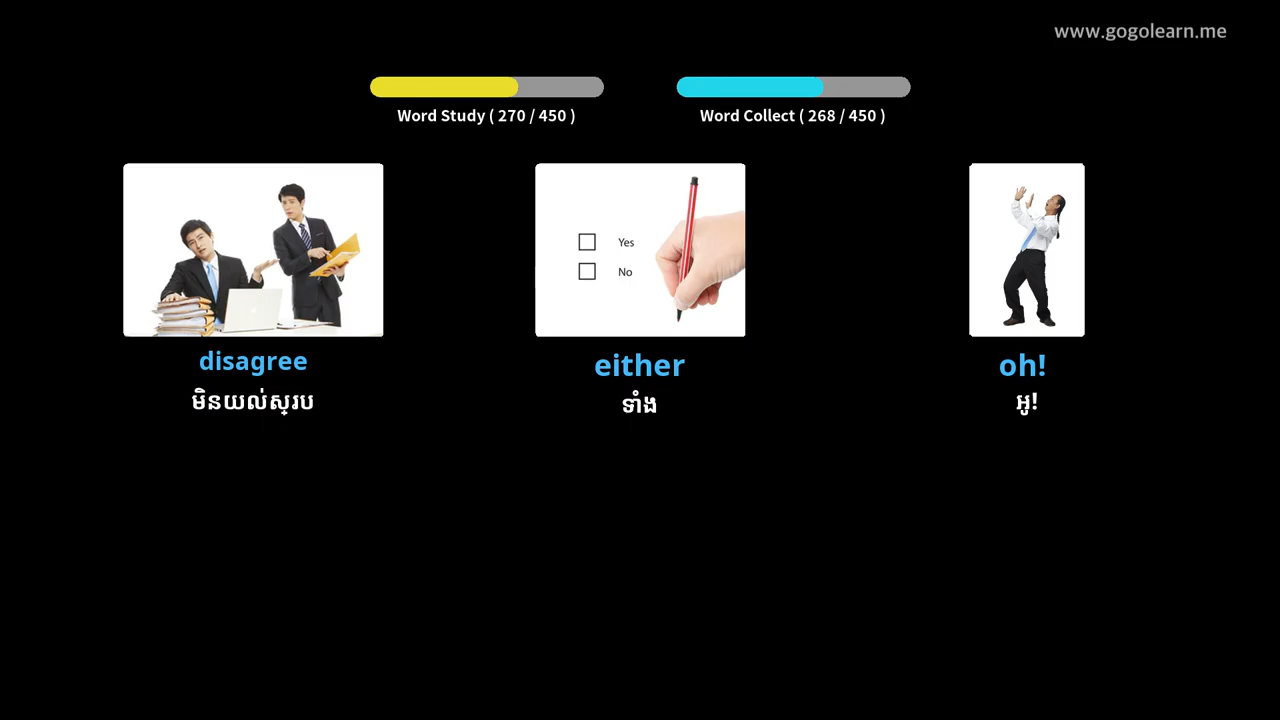 www.gogolearn.me
Word Study ( 270 / 450 )
Word Collect ( 268 / 450 )
Yes
No
disagree
either
oh!
មិនយល់ស្រប
ទាំង
អូ!